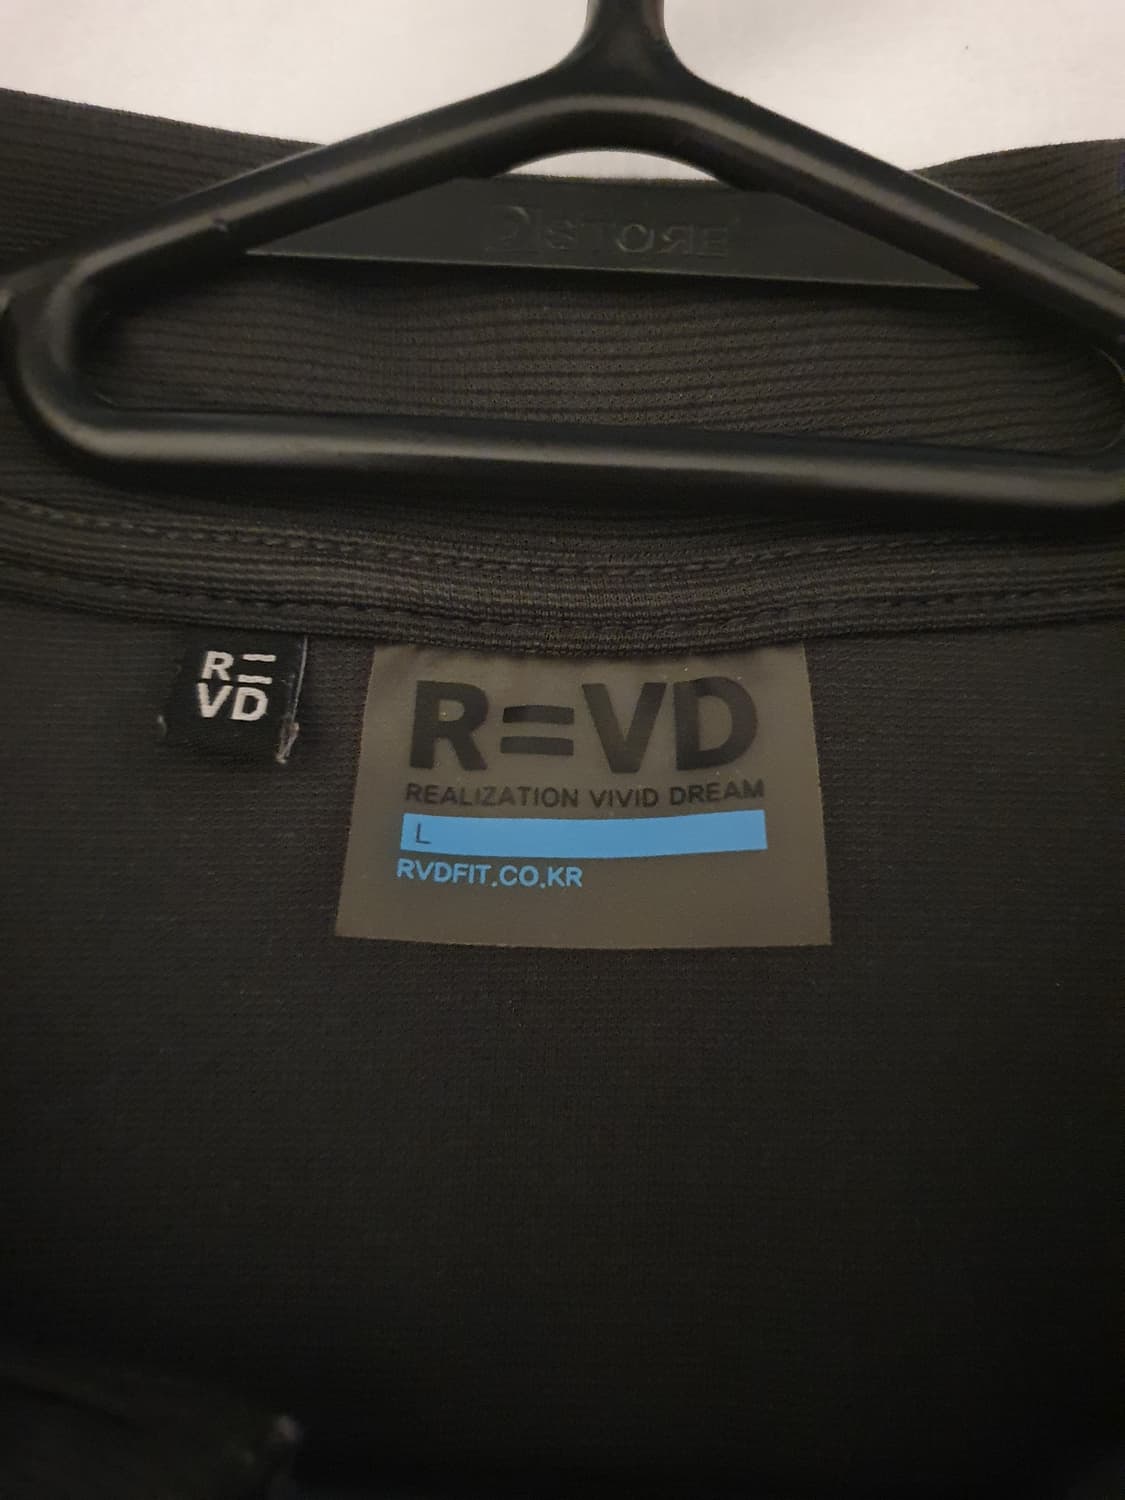 R=
VD
R=VD
REALIZATION VIVID DREAM
L
RVDFIT.CO.KR